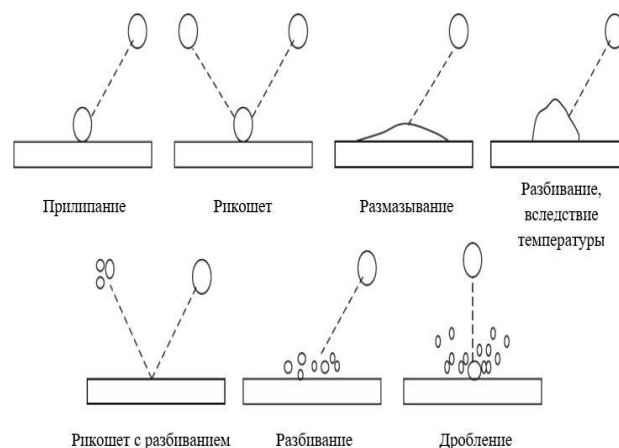 Прилипание
Рикошет
Размазывание
Разбивание,
вследствие
температуры
Рикошет с разбиванием
Разбивание
Дробление